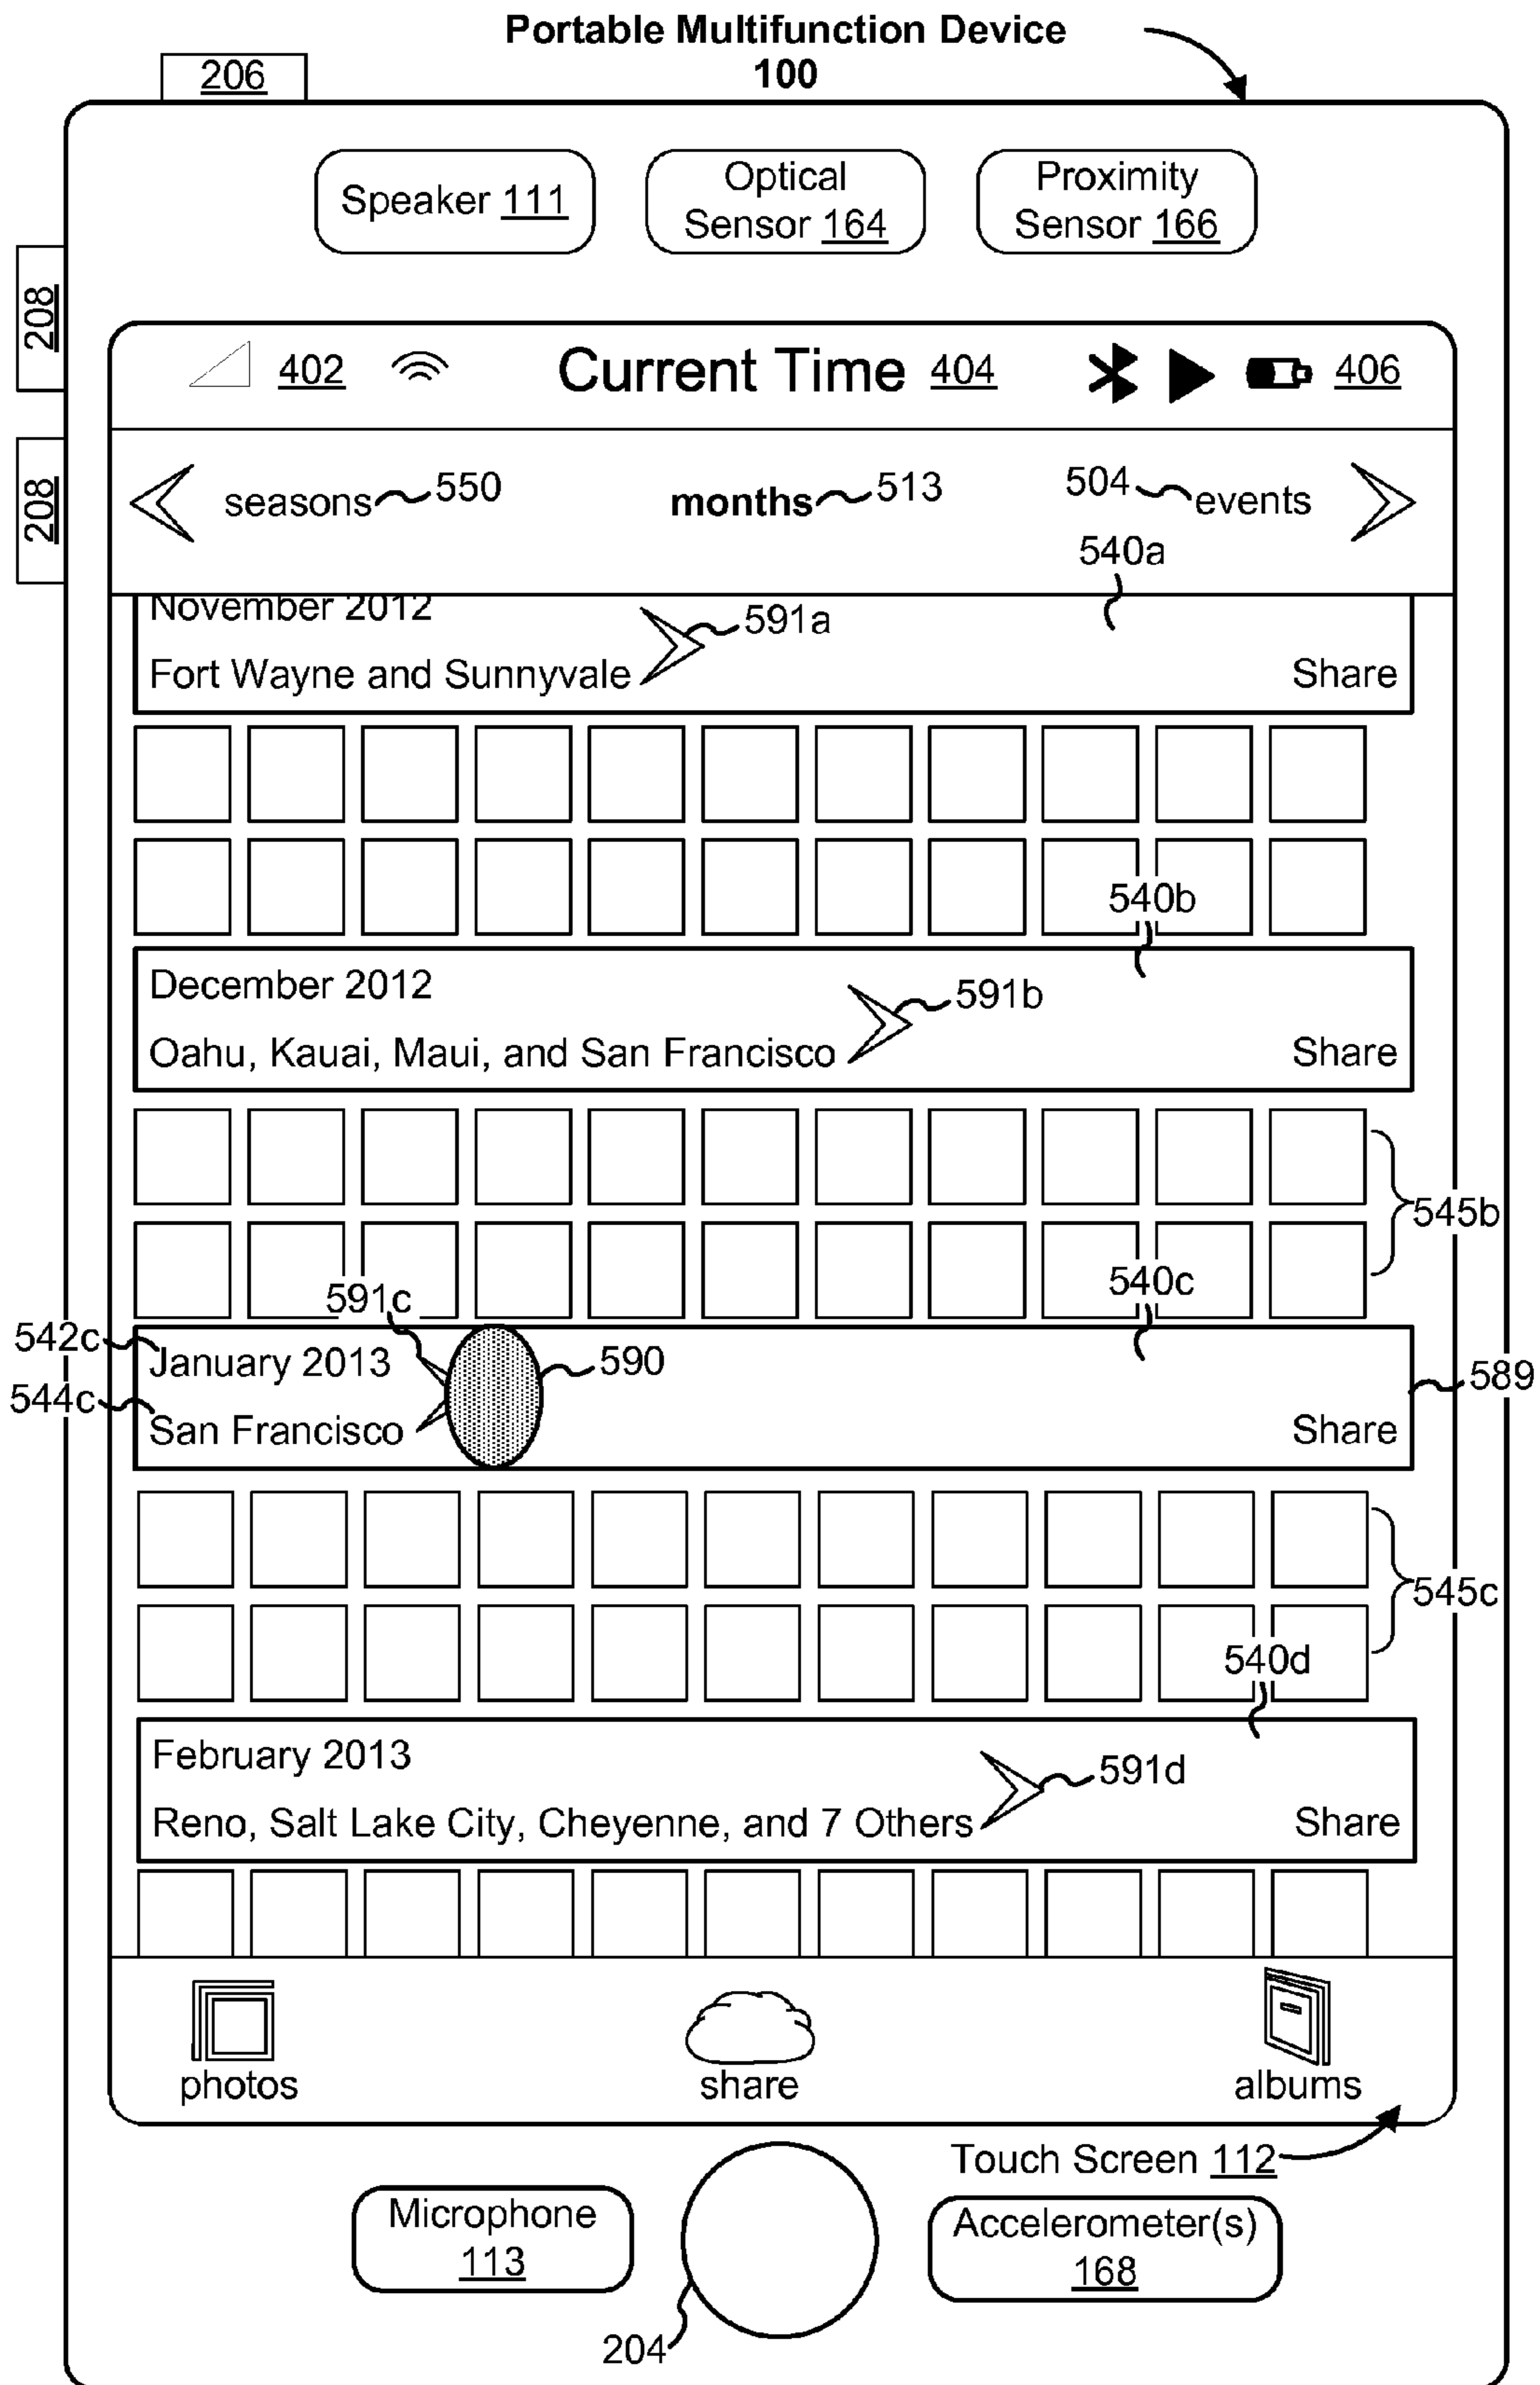 Portable Multifunction Device
100
206
Speaker 111
Optical
Sensor 164
Proximity
Sensor 166
208
208
402
Current Time 404
406
seasons 550
months 513
504 events
540a
November 2012
591a
Fort Wayne and Sunnyvale
Share
540b
December 2012
591b
Oahu, Kauai, Maui, and San Francisco
Share
545b
591c
540c
542c
January 2013
590
589
544c
San Francisco
Share
545c
540d
February 2013
591d
Reno, Salt Lake City, Cheyenne, and 7 Others
Share
photos
share
albums
Touch Screen 112
Microphone
113
Accelerometer(s)
168
204